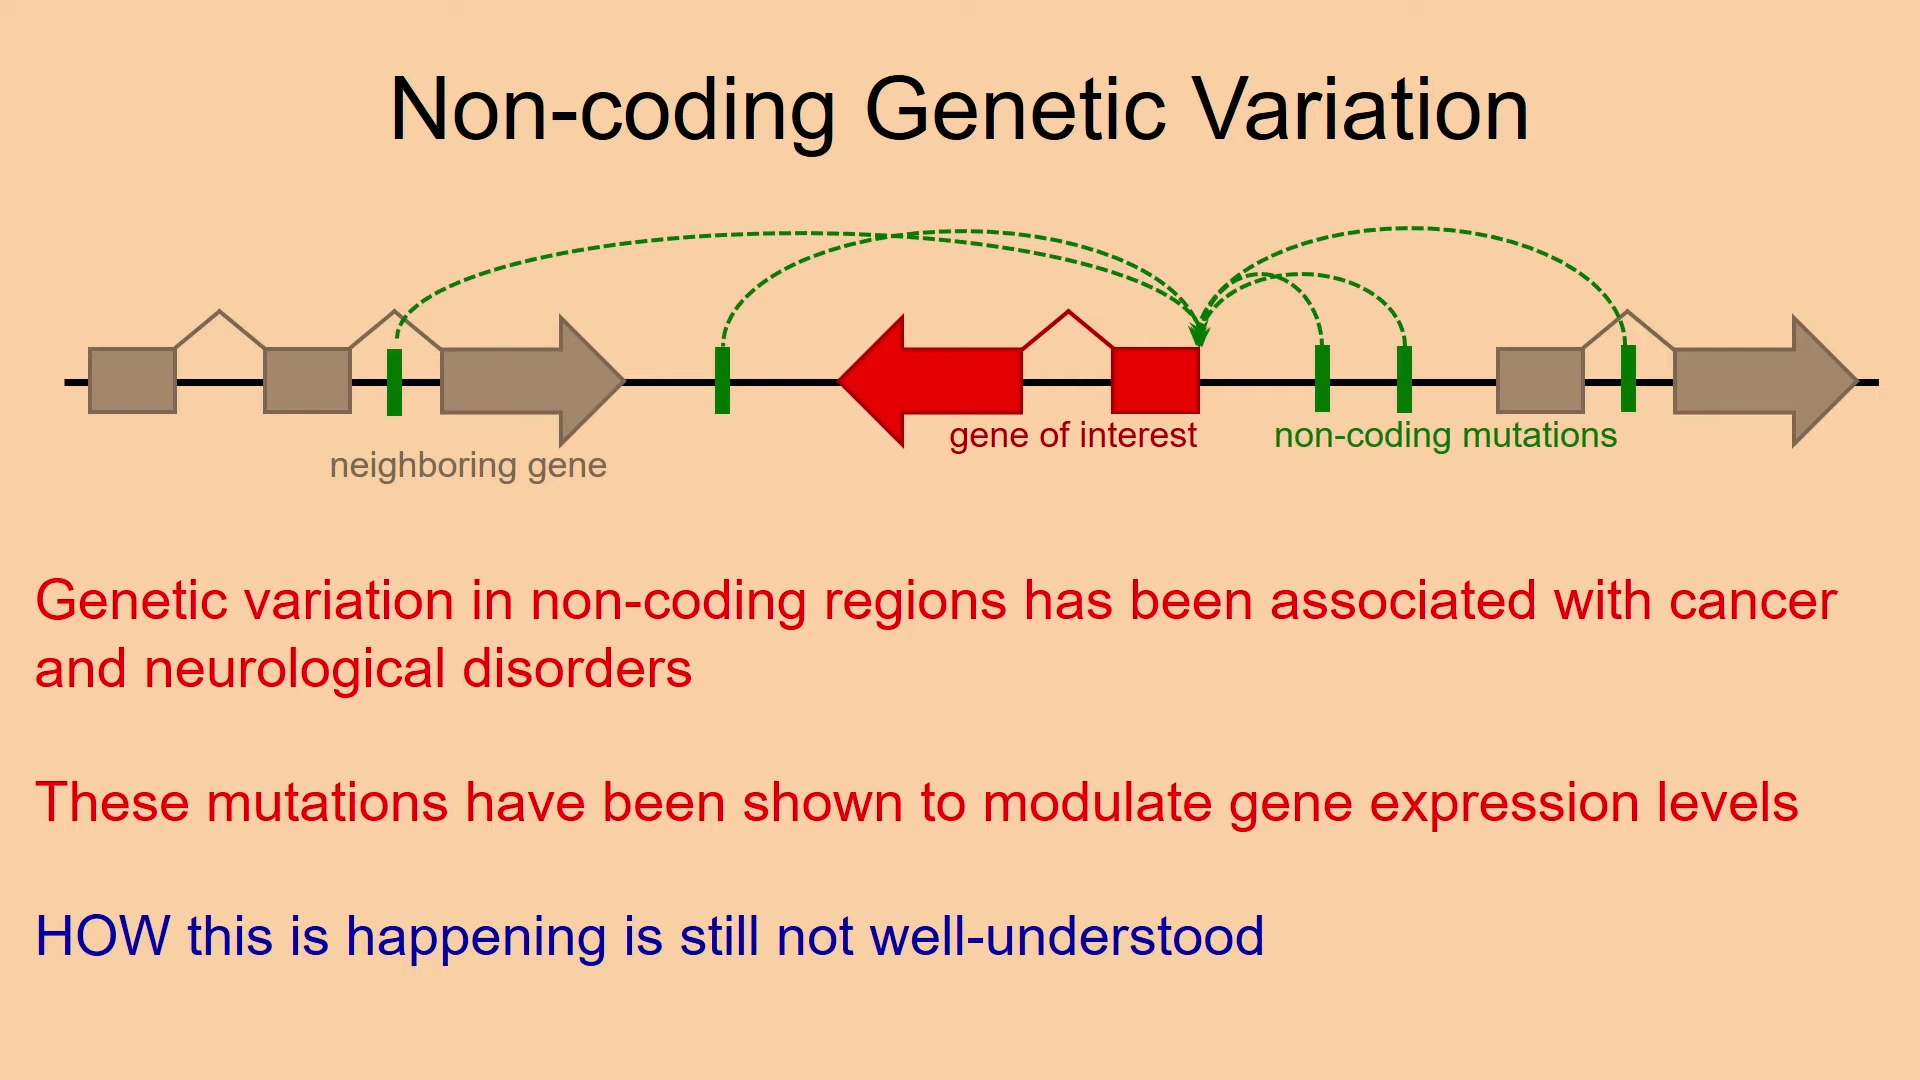 Non-coding Genetic Variation
gene of interest
non-coding mutations
neighboring gene
Genetic variation in non-coding regions has been associated with cancer
and neurological disorders
These mutations have been shown to modulate gene expression levels
HOW this is happening is still not well-understood